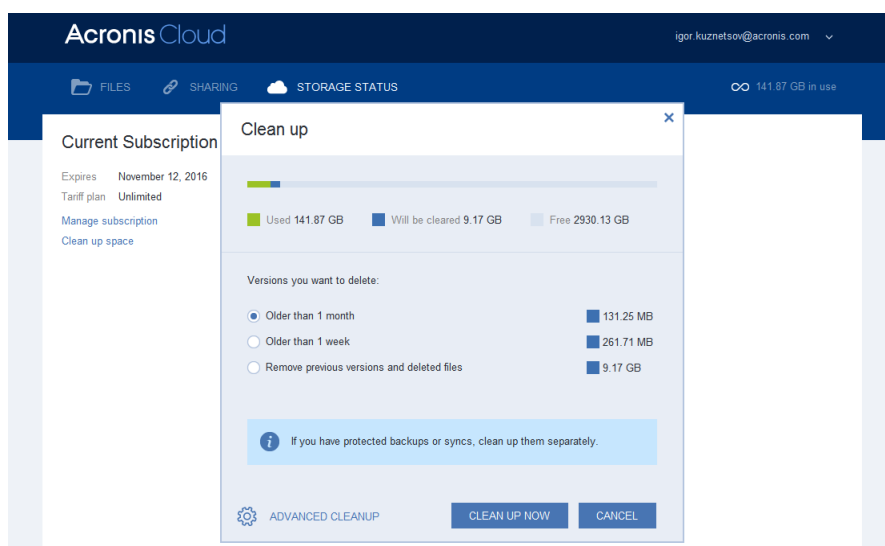 Acronis Cloud
igor.kuznetsov@acronis.com
FILES SHARING STORAGE STATUS 141.87 GB in use
Current Subscription
Expires November 12, 2016
Tariff plan Unlimited
Manage subscription
Clean up space
Clean up
Used 141.87 GB Will be cleared 9.17 GB Free 2930.13 GB
Versions you want to delete:
Older than 1 month 131.25 MB
Older than 1 week 261.71 MB
Remove previous versions and deleted files 9.17 GB
If you have protected backups or syncs, clean up them separately.
ADVANCED CLEANUP CLEAN UP NOW CANCEL